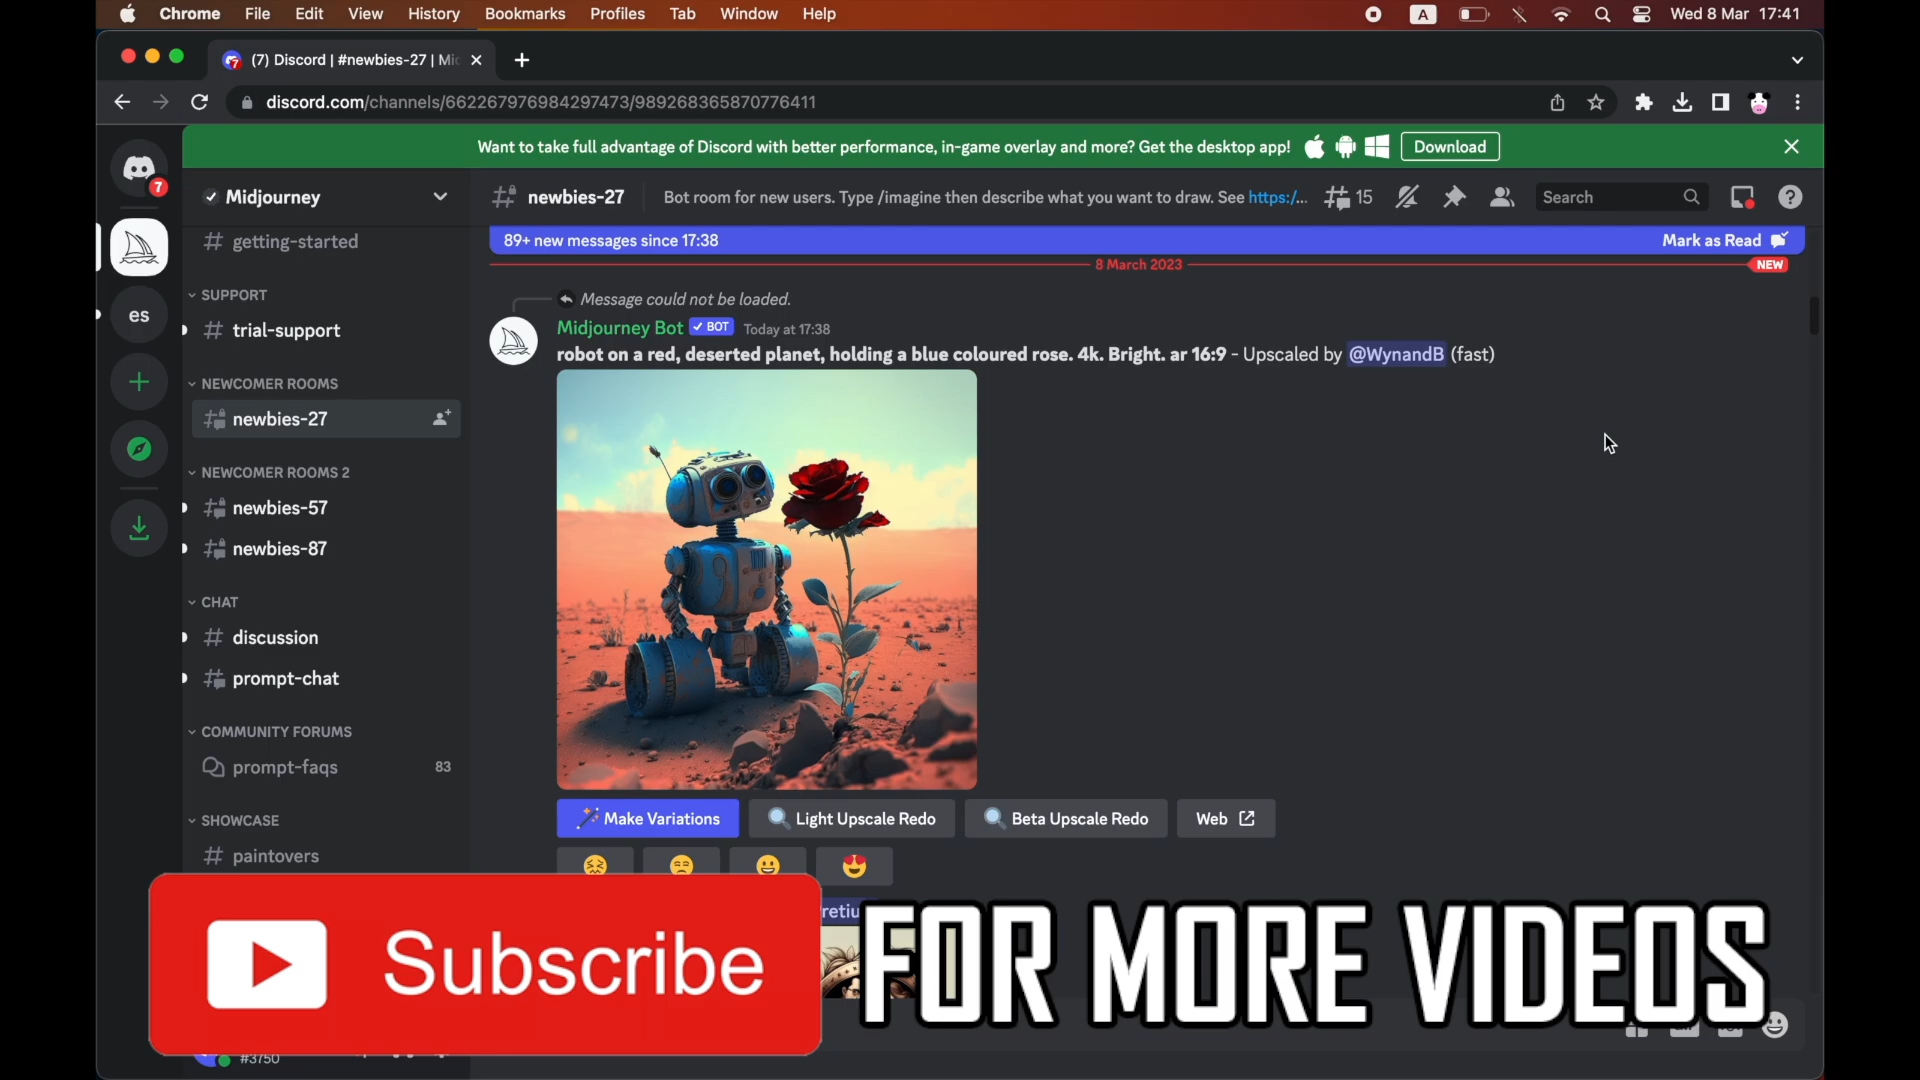 Chrome File Edit View History Bookmarks Profiles Tab Window Help A Wed 8 Mar 17:41
(7) Discord | #newbies-27 | Mi
discord.com/channels/662267976984297473/989268365870776411
Want to take full advantage of Discord with better performance, in-game overlay and more? Get the desktop app! Download
7
Midjourney
newbies-27 Bot room for new users. Type /imagine then describe what you want to draw. See https:/... 15 Search
getting-started
89+ new messages since 17:38 Mark as Read
8 March 2023 NEW
SUPPORT
Message could not be loaded.
es
trial-support
Midjourney Bot BOT Today at 17:38
robot on a red, deserted planet, holding a blue coloured rose. 4k. Bright. ar 16:9 - Upscaled by @WynandB (fast)
NEWCOMER ROOMS
newbies-27
NEWCOMER ROOMS 2
newbies-57
newbies-87
CHAT
discussion
prompt-chat
COMMUNITY FORUMS
prompt-faqs 83
SHOWCASE
Make Variations Light Upscale Redo Beta Upscale Redo Web
paintovers
retiu
Subscribe FOR MORE VIDEOS
#3750